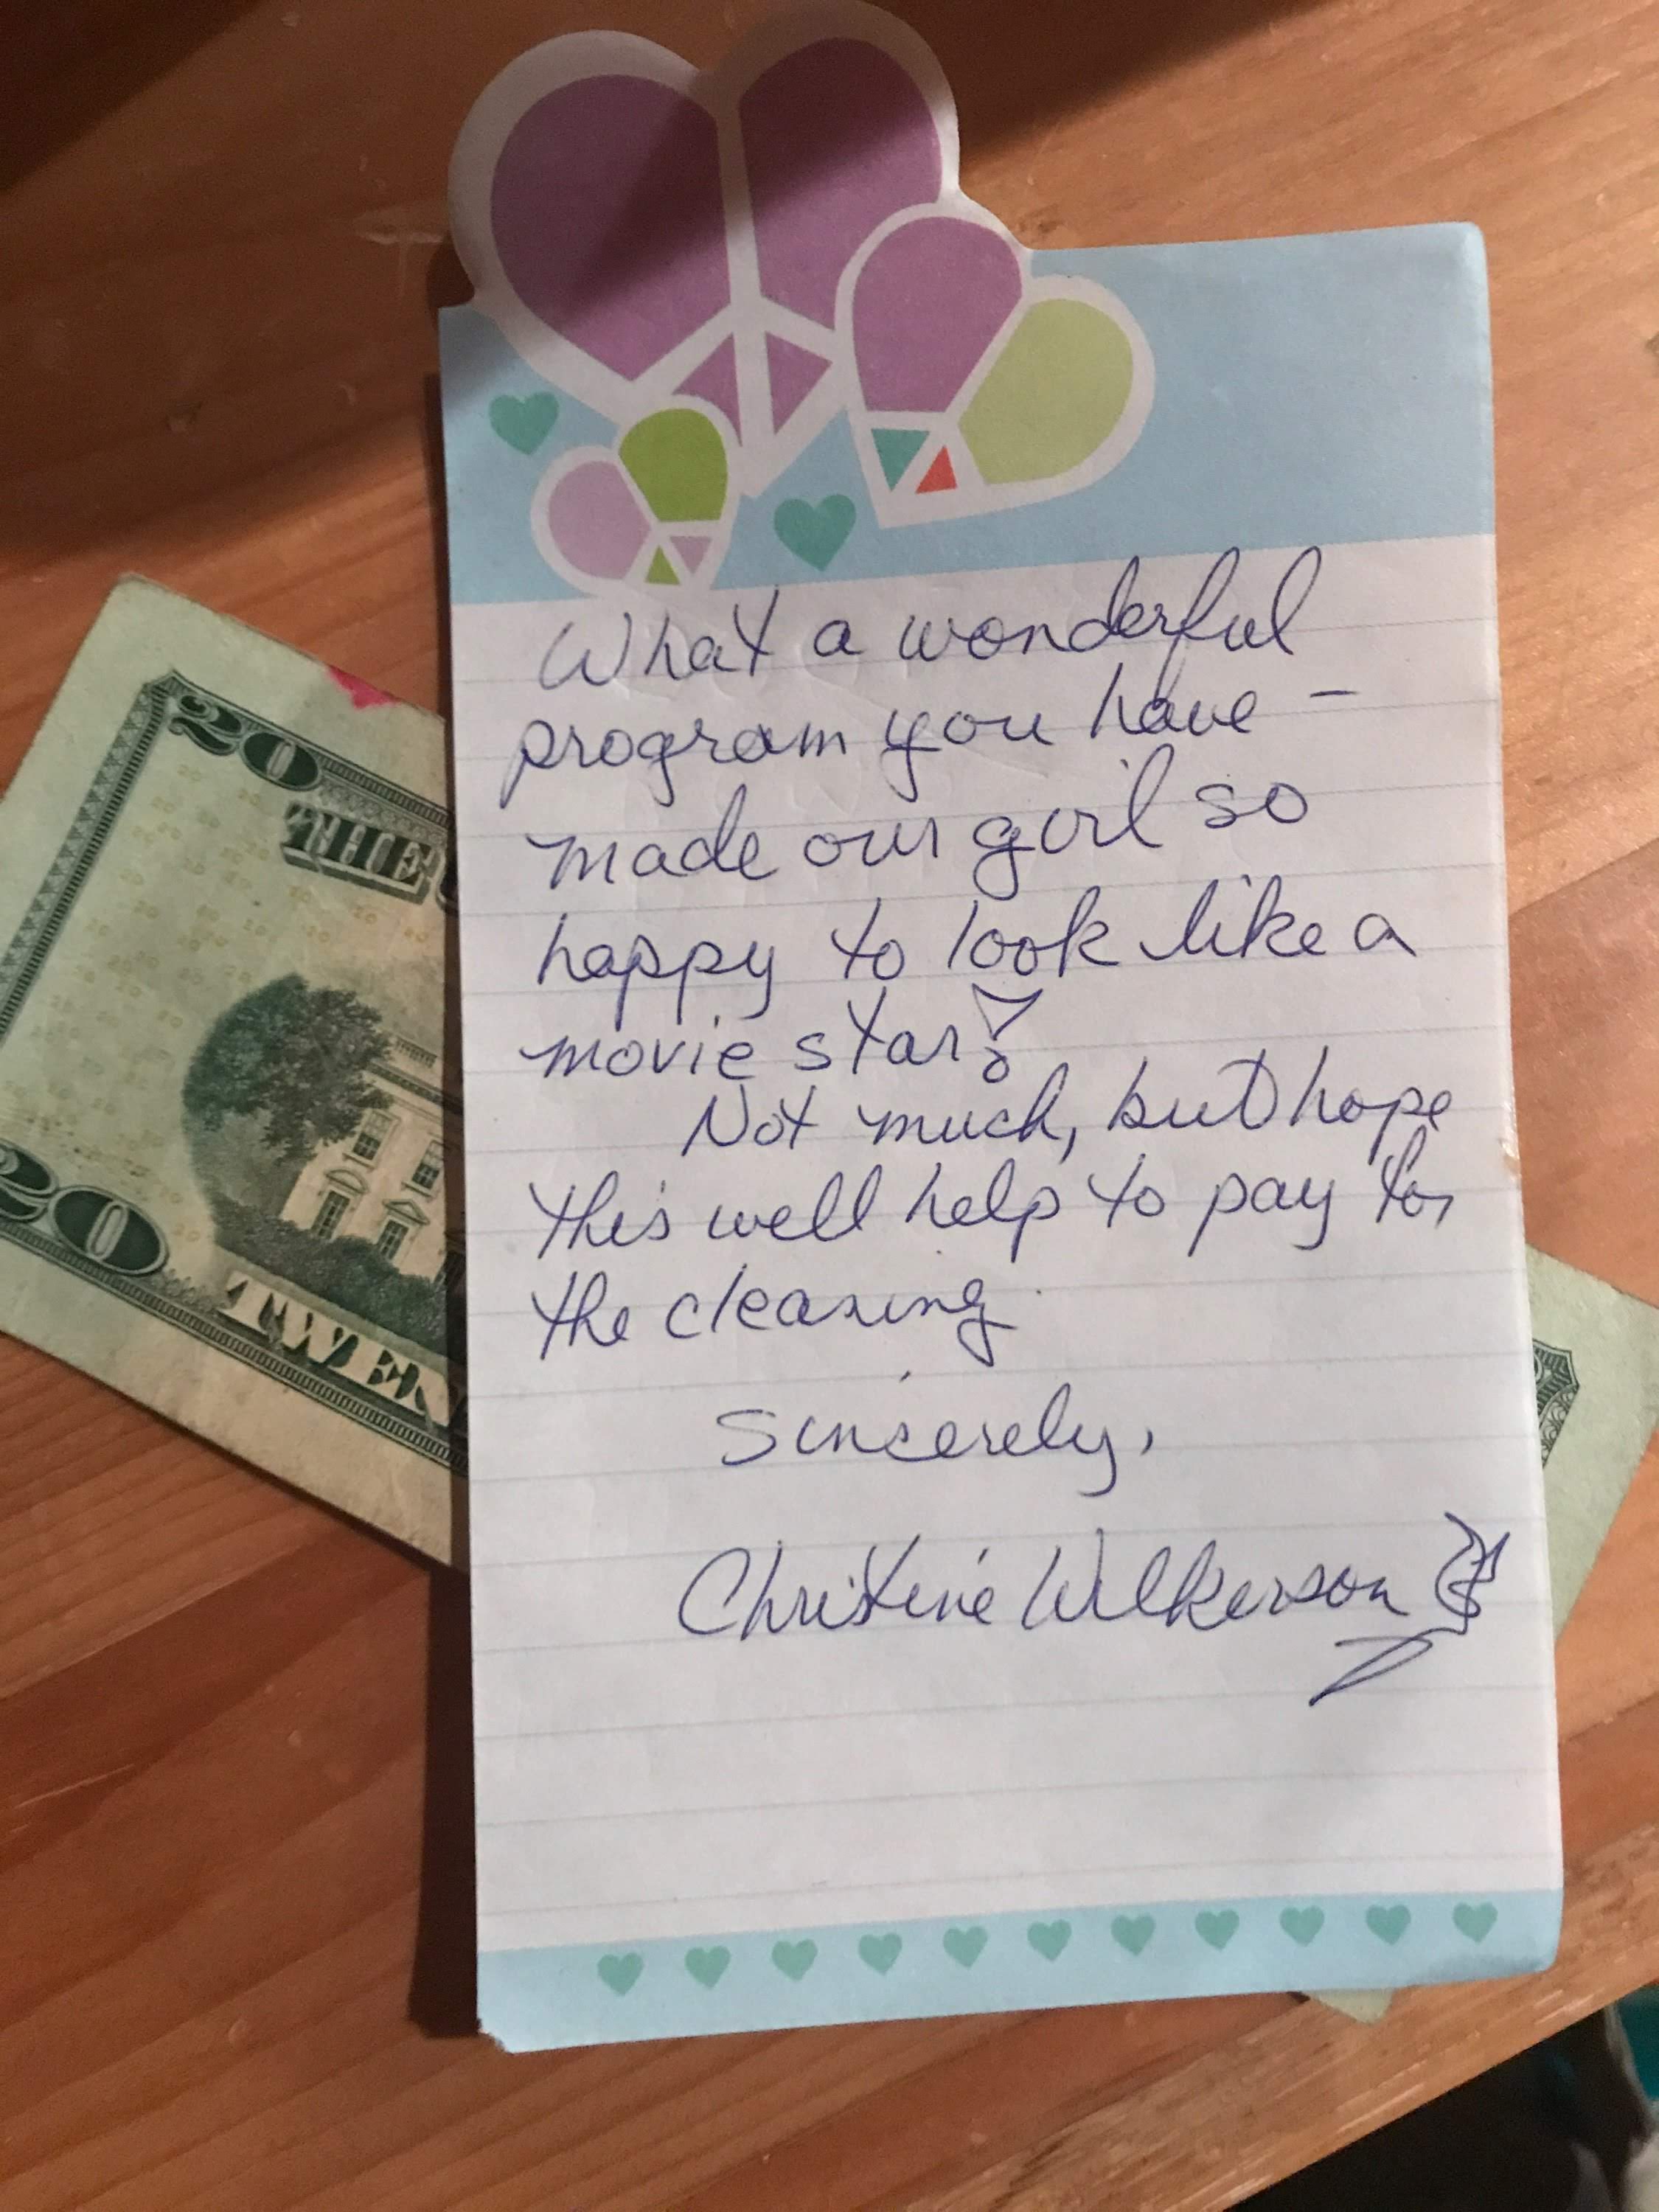 What a wonderful
program you have –
made our girl so
happy to look like a
movie star!
Not much, but hope
this well help to pay for
the cleaning.
Sincerely,
Christine Wilkerson
20
THE
20
TWEN